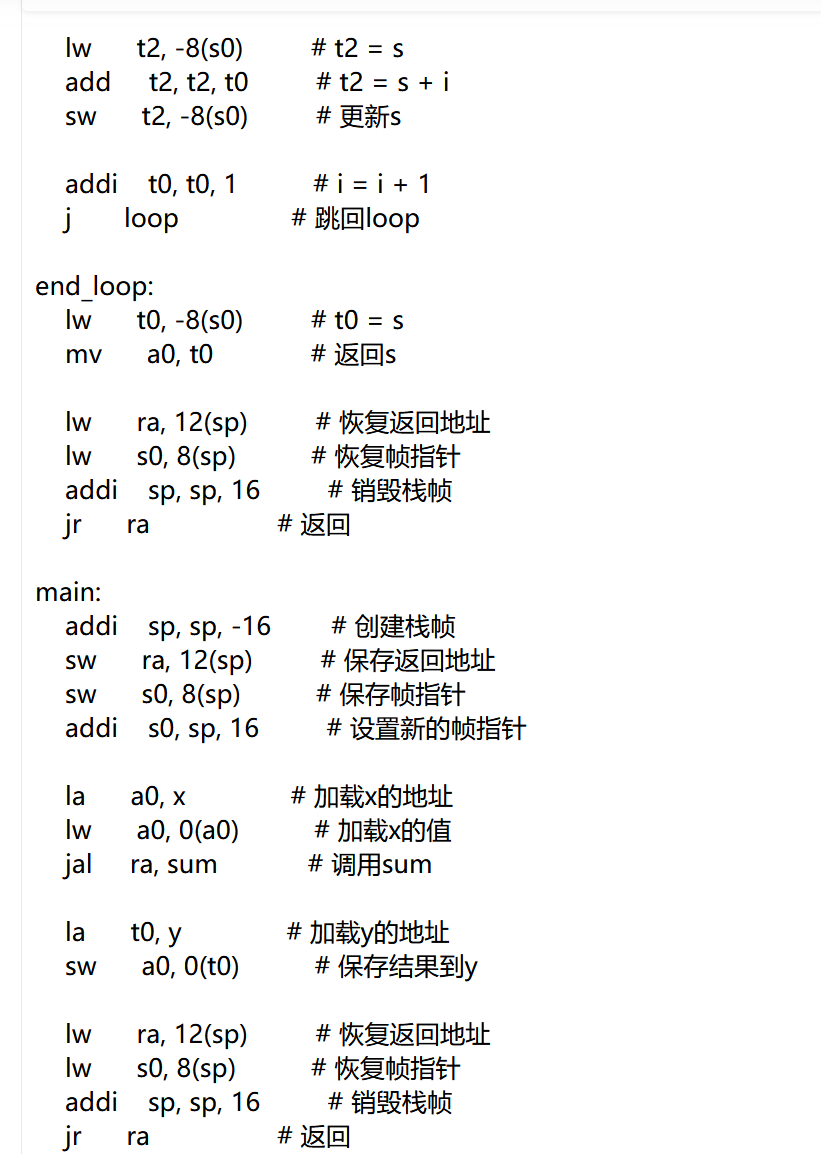 lw t2, -8(s0) # t2 = s
add t2, t2, t0 # t2 = s + i
sw t2, -8(s0) # 更新s
addi t0, t0, 1 # i = i + 1
j loop # 跳回loop
end_loop:
lw t0, -8(s0) # t0 = s
mv a0, t0 # 返回s
lw ra, 12(sp) # 恢复返回地址
lw s0, 8(sp) # 恢复帧指针
addi sp, sp, 16 # 销毁栈帧
jr ra # 返回
main:
addi sp, sp, -16 # 创建栈帧
sw ra, 12(sp) # 保存返回地址
sw s0, 8(sp) # 保存帧指针
addi s0, sp, 16 # 设置新的帧指针
la a0, x # 加载x的地址
lw a0, 0(a0) # 加载x的值
jal ra, sum # 调用sum
la t0, y # 加载y的地址
sw a0, 0(t0) # 保存结果到y
lw ra, 12(sp) # 恢复返回地址
lw s0, 8(sp) # 恢复帧指针
addi sp, sp, 16 # 销毁栈帧
jr ra # 返回